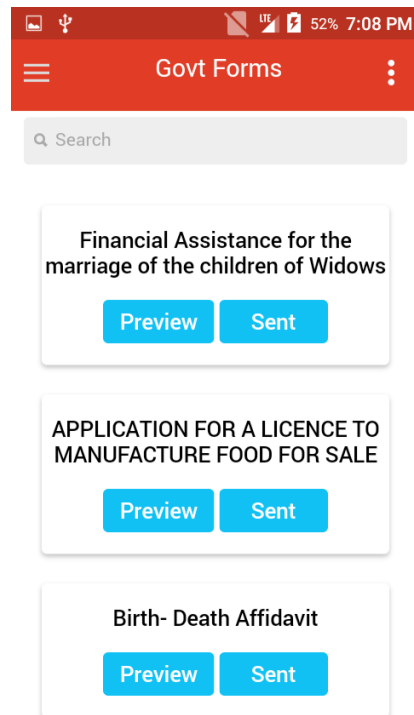 LTE 52% 7:08 PM
Govt Forms
Search
Financial Assistance for the
marriage of the children of Widows
Preview Sent
APPLICATION FOR A LICENCE TO
MANUFACTURE FOOD FOR SALE
Preview Sent
Birth- Death Affidavit
Preview Sent